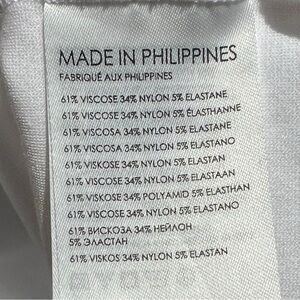 MADE IN PHILIPPINES
FABRIQUÉ AUX PHILIPPINES
61% VISCOSE 34% NYLON 5% ELASTANE
61% VISCOSE 34% NYLON 5% ÉLASTHANNE
61% VISCOSA 34% NYLON 5% ELASTANE
61% VISCOSA 34% NYLON 5% ELASTANO
61% VISKOSE 34% NYLON 5% ELASTAN
61% VISCOSE 34% NYLON 5% ELASTAAN
61% VISKOSE 34% POLYAMID 5% ELASTHAN
61% VISCOSE 34% NYLON 5% ELASTANO
61% ВИСКОЗА 34% НЕЙЛОН
5% ЭЛАСТАН
61% VISKOS 34% NYLON 5% ELASTAN